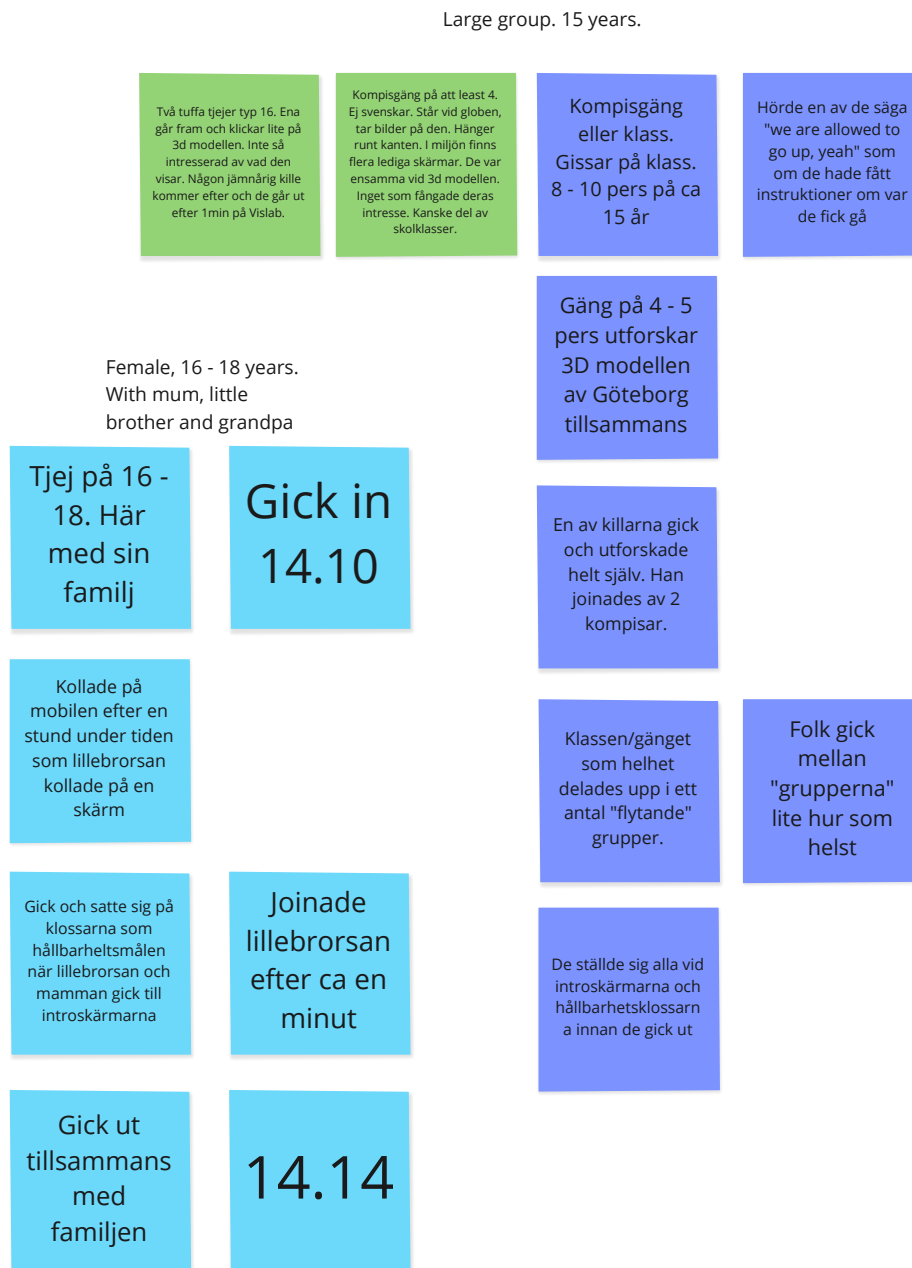 Large group. 15 years.
Två tuffa tjejer typ 16. Ena
går fram och klickar lite på
3d modellen. Inte så
intresserad av vad den
visar. Någon jämnårig kille
kommer efter och de går ut
efter 1min på Vislab.
Kompisgäng på att least 4.
Ej svenskar. Står vid globen,
tar bilder på den. Hänger
runt kanten. I miljön finns
flera lediga skärmar. De var
ensamma vid 3d modellen.
Inget som fångade deras
intresse. Kanske del av
skolklasser.
Kompisgäng
eller klass.
Gissar på klass.
8 - 10 pers på ca
15 år
Hörde en av de säga
"we are allowed to
go up, yeah" som
om de hade fått
instruktioner om var
de fick gå
Gäng på 4 - 5
pers utforskar
3D modellen
av Göteborg
tillsammans
Female, 16 - 18 years.
With mum, little
brother and grandpa
Tjej på 16 -
18. Här
med sin
familj
Gick in
14.10
En av killarna gick
och utforskade
helt själv. Han
joinades av 2
kompisar.
Kollade på
mobilen efter en
stund under tiden
som lillebrorsan
kollade på en
skärm
Klassen/gänget
som helhet
delades upp i ett
antal "flytande"
grupper.
Folk gick
mellan
"grupperna"
lite hur som
helst
Gick och satte sig på
klossarna som
hållbarheltsmålen
när lillebrorsan och
mamman gick till
introskärmarna
Joinade
lillebrorsan
efter ca en
minut
De ställde sig alla vid
introskärmarna och
hållbarhetsklossarn
a innan de gick ut
Gick ut
tillsammans
med
familjen
14.14